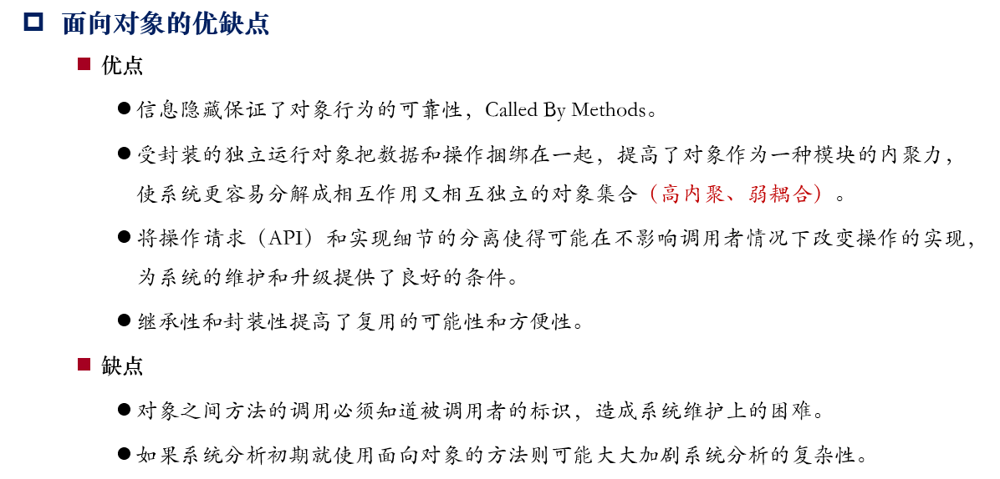 面向对象的优缺点
优点
信息隐藏保证了对象行为的可靠性，Called By Methods。
受封装的独立运行对象把数据和操作捆绑在一起，提高了对象作为一种模块的内聚力，
使系统更容易分解成相互作用又相互独立的对象集合（高内聚、弱耦合）。
将操作请求（API）和实现细节的分离使得可能在不影响调用者情况下改变操作的实现，
为系统的维护和升级提供了良好的条件。
继承性和封装性提高了复用的可能性和方便性。
缺点
对象之间方法的调用必须知道被调用者的标识，造成系统维护上的困难。
如果系统分析初期就使用面向对象的方法则可能大大加剧系统分析的复杂性。